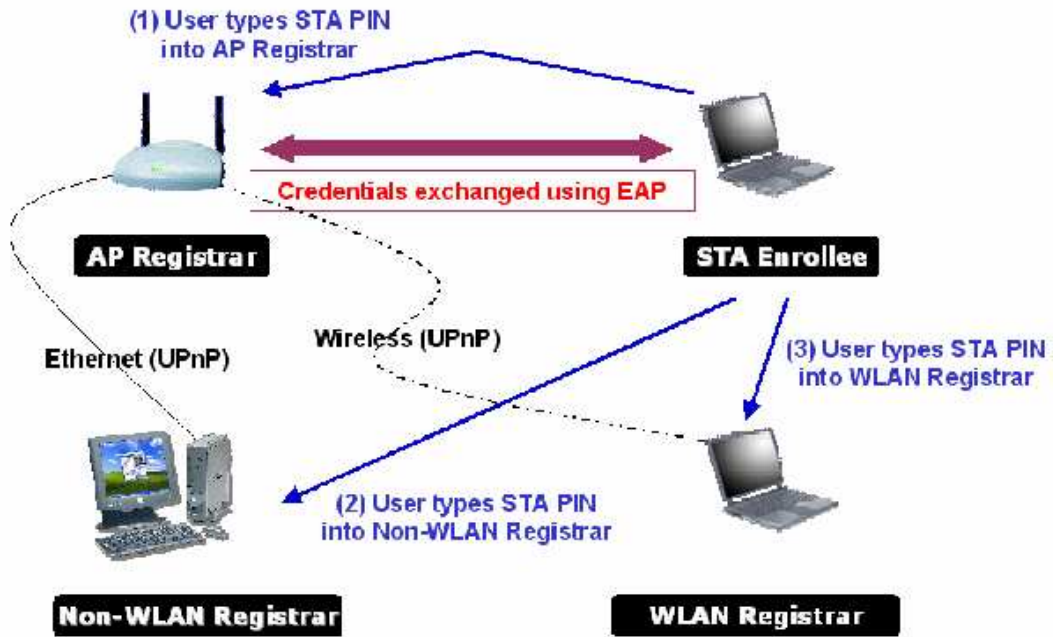 (1) User types STA PIN
into AP Registrar
Credentials exchanged using EAP
AP Registrar
STA Enrollee
Ethernet (UPnP)
Wireless (UPnP)
(3) User types STA PIN
into WLAN Registrar
(2) User types STA PIN
into Non-WLAN Registrar
Non-WLAN Registrar
WLAN Registrar